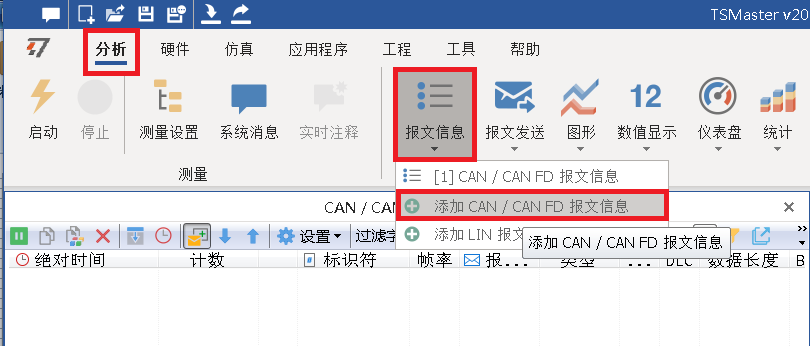 TSMaster v20
分析 硬件 仿真 应用程序 工程 工具 帮助
启动 停止 测量设置 系统消息 实时注释 报文信息 报文发送 图形 12 数值显示 仪表盘 统计
测量
[1] CAN / CAN FD 报文信息
添加 CAN / CAN FD 报文信息
添加 LIN 报文
添加 CAN / CAN FD 报文信息
CAN / CAN
设置 过滤字
绝对时间 计数 标识符 帧率 报... 类型 ... DLC 数据长度 B